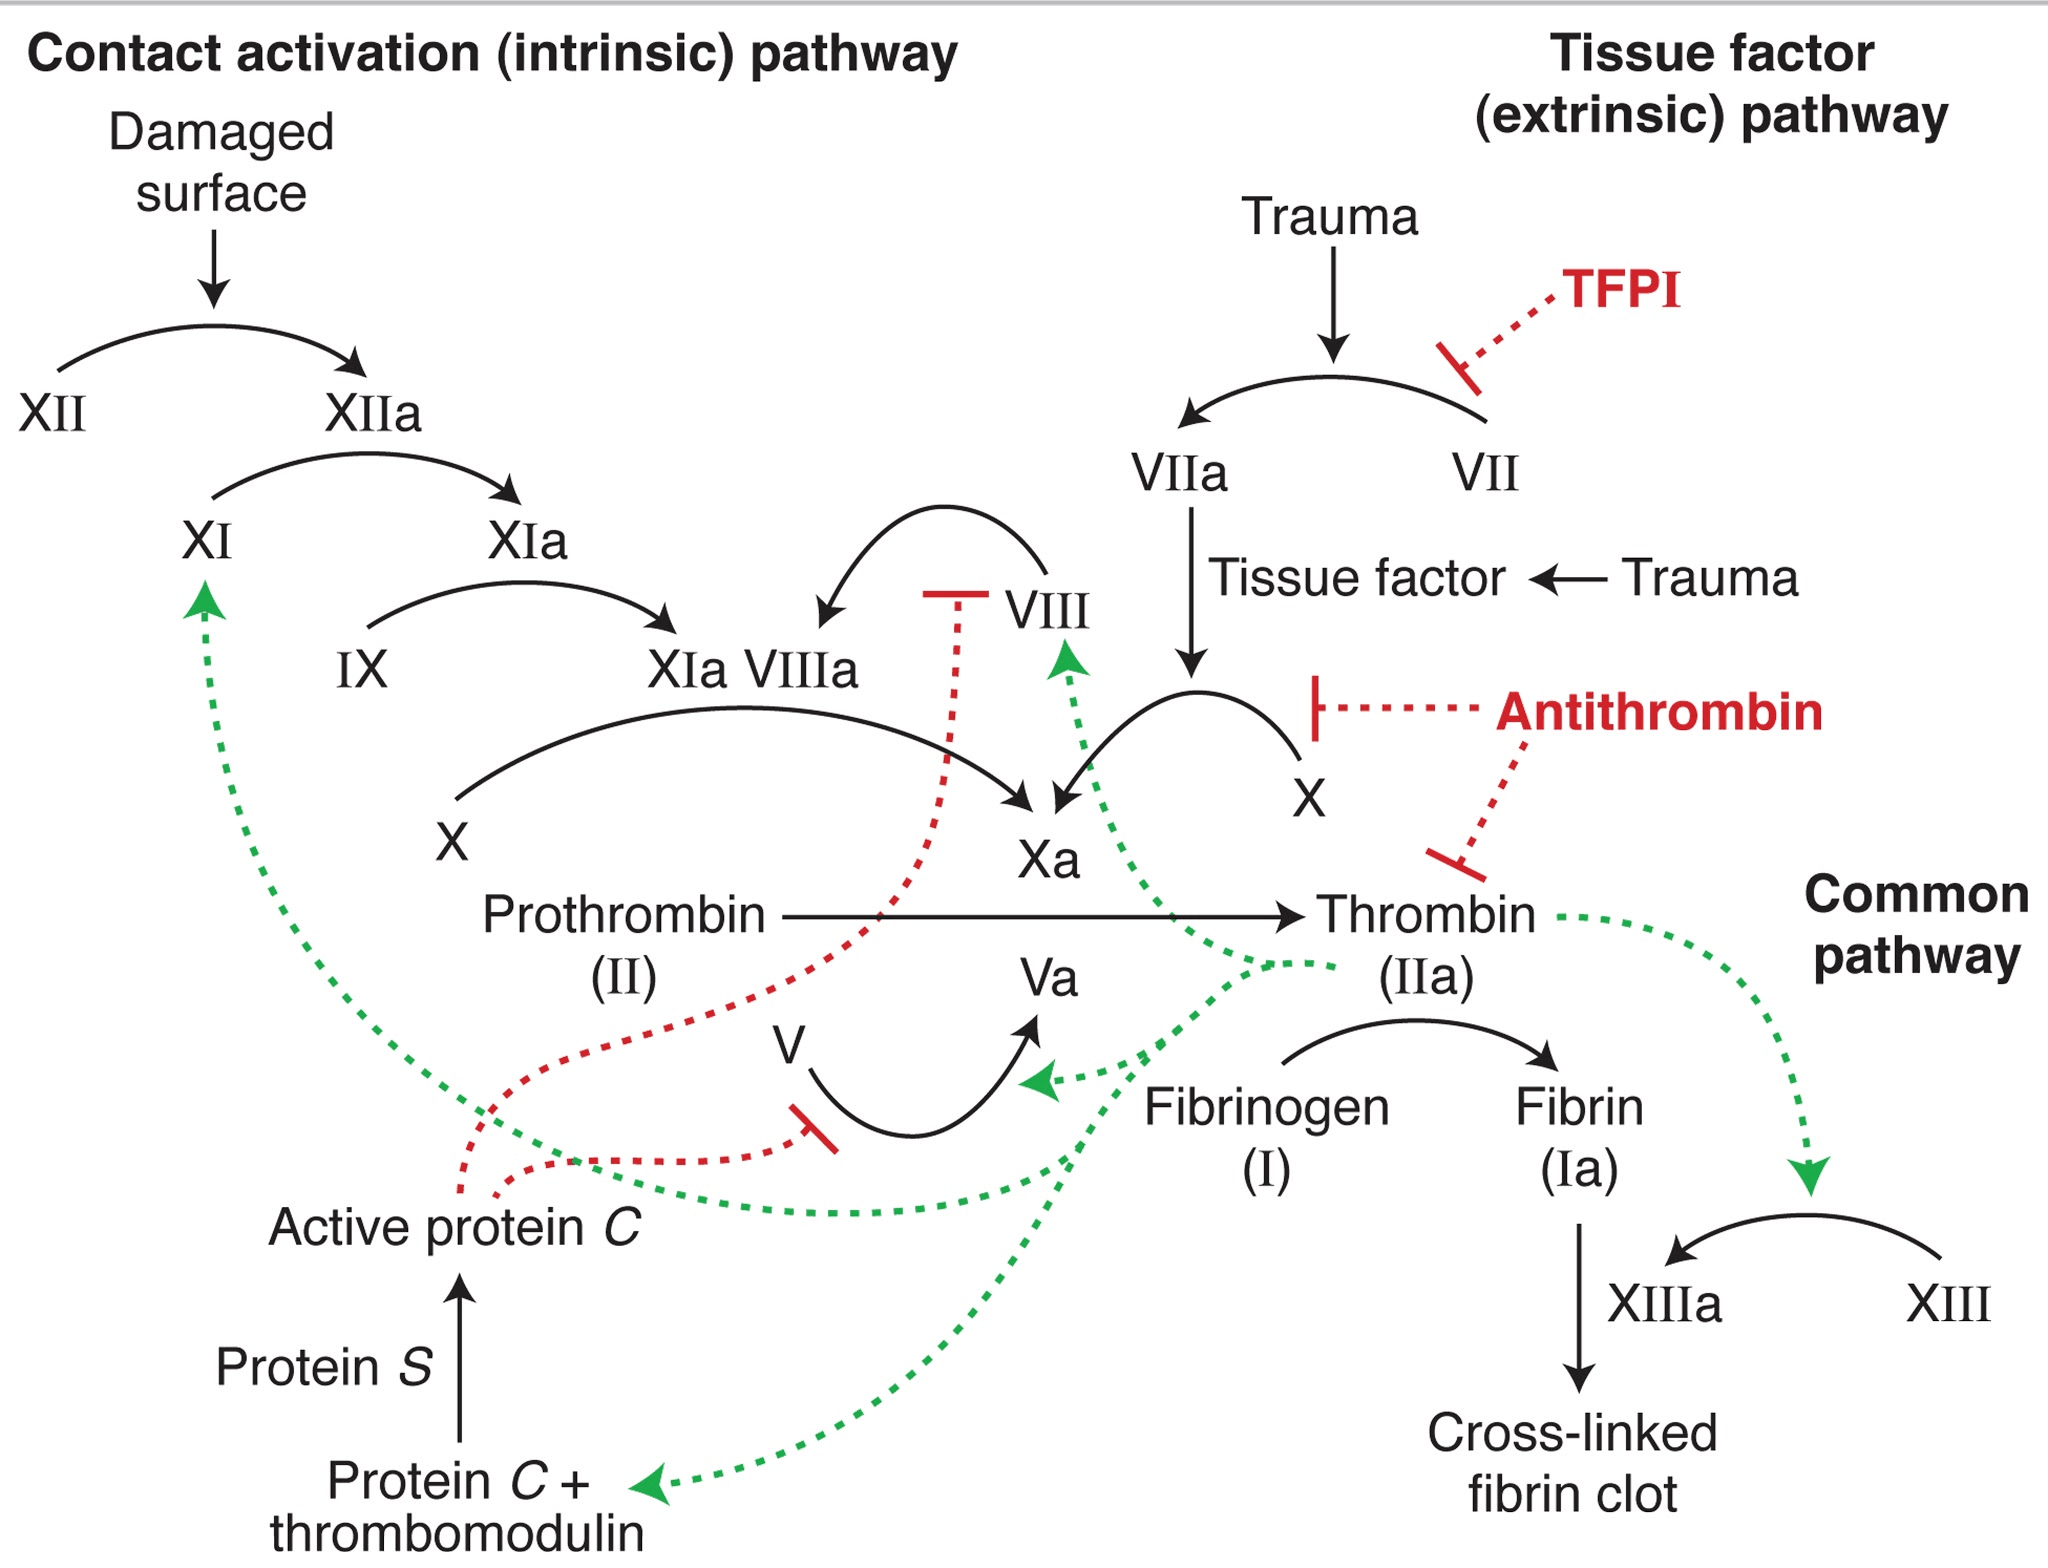 Contact activation (intrinsic) pathway
Tissue factor
(extrinsic) pathway
Damaged
surface
Trauma
TFPI
XII
XIIa
VIIa
VII
XI
XIa
Tissue factor
Trauma
VIII
IX
XIa VIIIa
Antithrombin
X
X
Xa
Prothrombin
(II)
Thrombin
(IIa)
Common
pathway
Va
V
Fibrinogen
(I)
Fibrin
(Ia)
Active protein C
XIIIa
XIII
Protein S
Cross-linked
fibrin clot
Protein C +
thrombomodulin